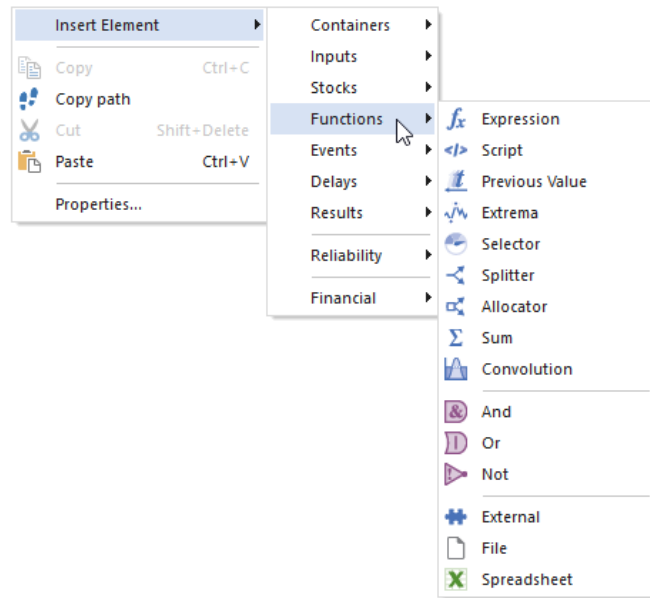 Insert Element
Copy Ctrl+C
Copy path
Cut Shift+Delete
Paste Ctrl+V
Properties...
Containers
Inputs
Stocks
Functions
Events
Delays
Results
Reliability
Financial
fx Expression
</> Script
Previous Value
Extrema
Selector
Splitter
Allocator
Σ Sum
Convolution
& And
Or
! Not
External
File
X Spreadsheet